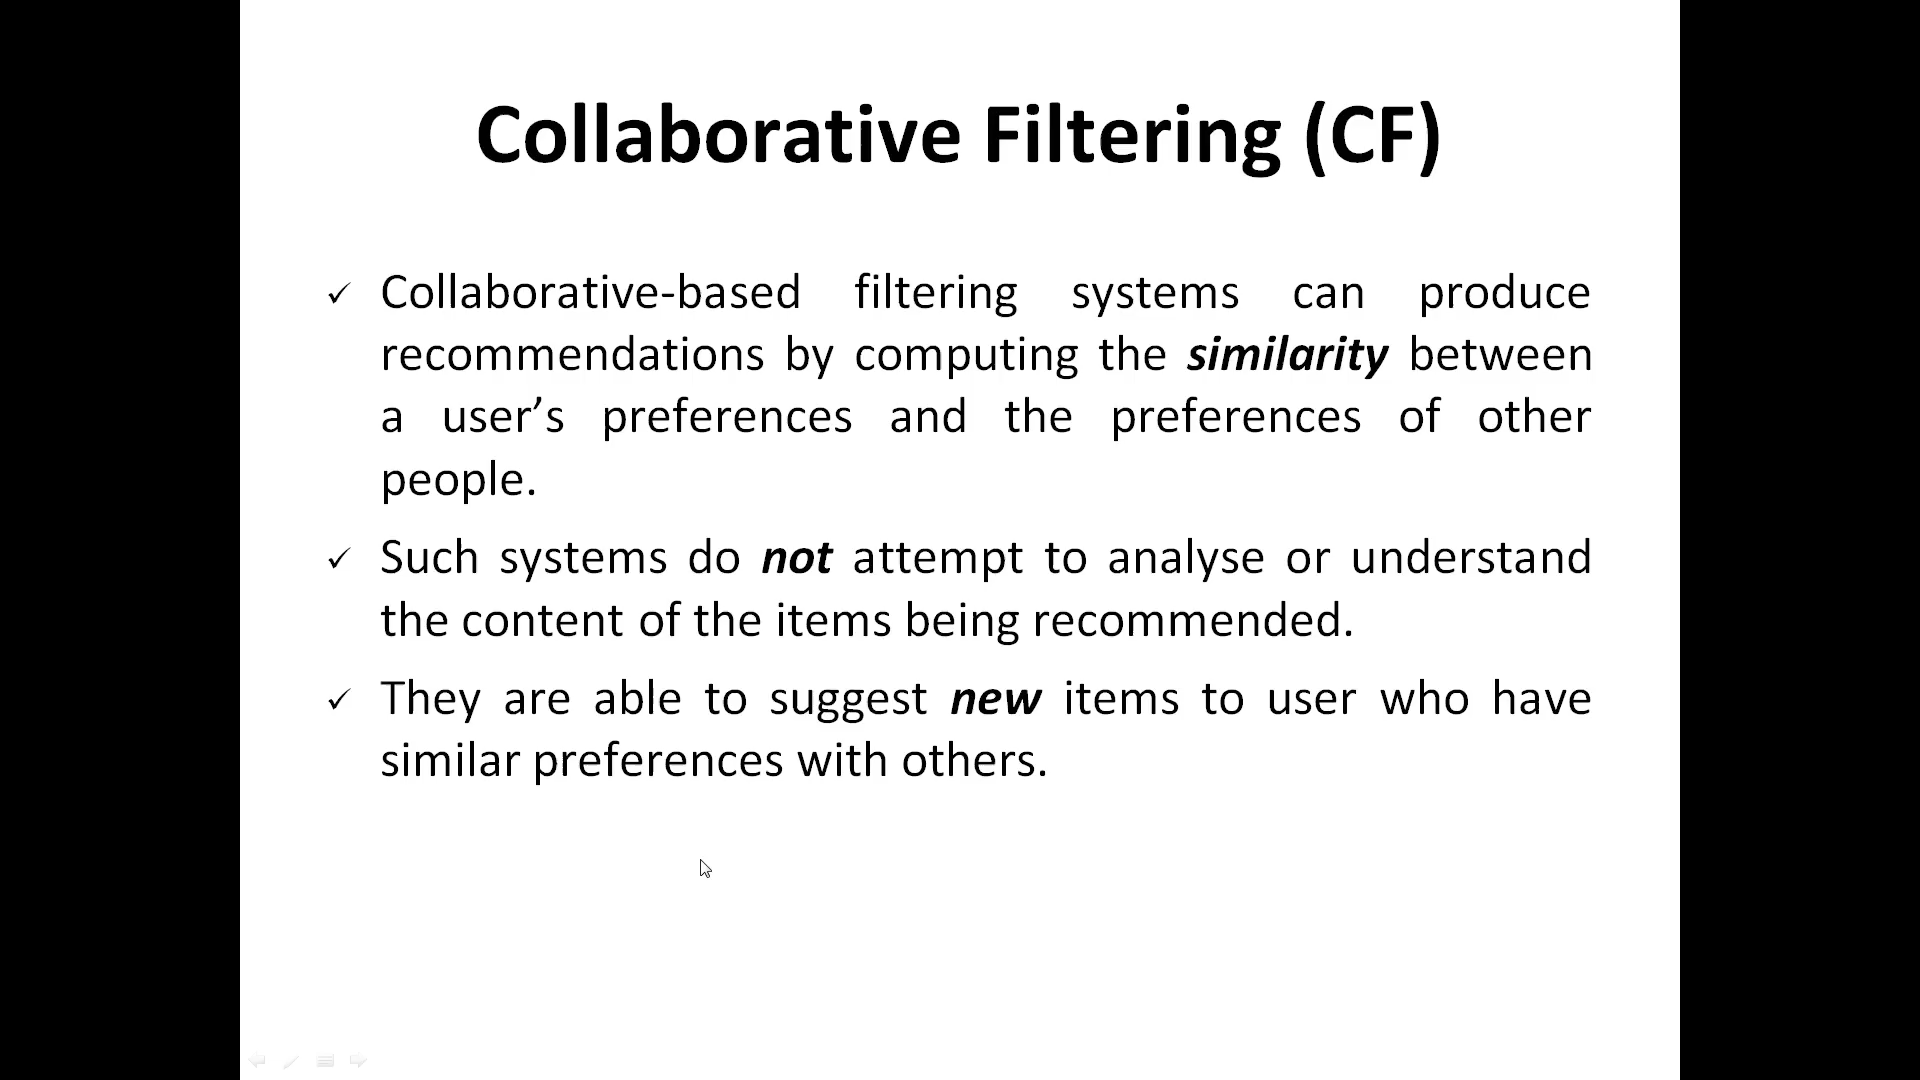 Collaborative Filtering (CF)
✓ Collaborative-based filtering systems can produce
recommendations by computing the similarity between
a user’s preferences and the preferences of other
people.
✓ Such systems do not attempt to analyse or understand
the content of the items being recommended.
✓ They are able to suggest new items to user who have
similar preferences with others.